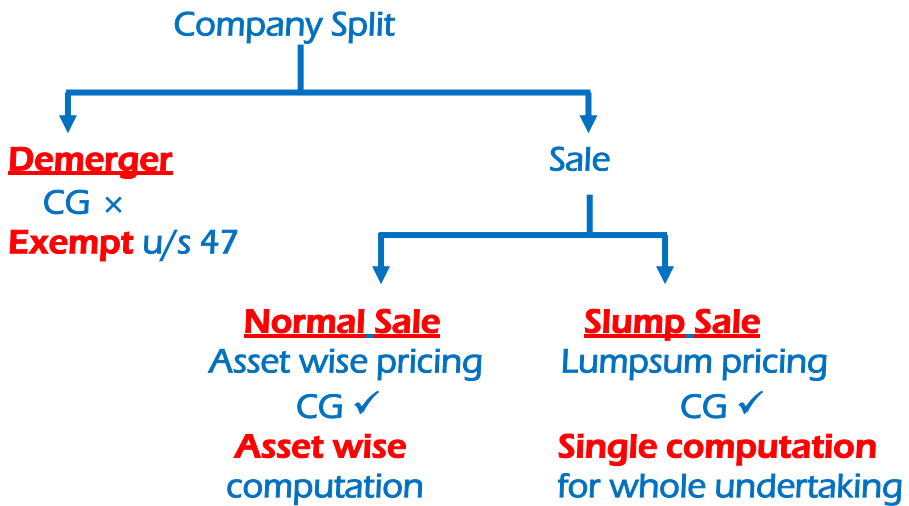 Company Split
Demerger
CG ×
Exempt u/s 47
Sale
Normal Sale
Asset wise pricing
CG ✓
Asset wise
computation
Slump Sale
Lumpsum pricing
CG ✓
Single computation
for whole undertaking